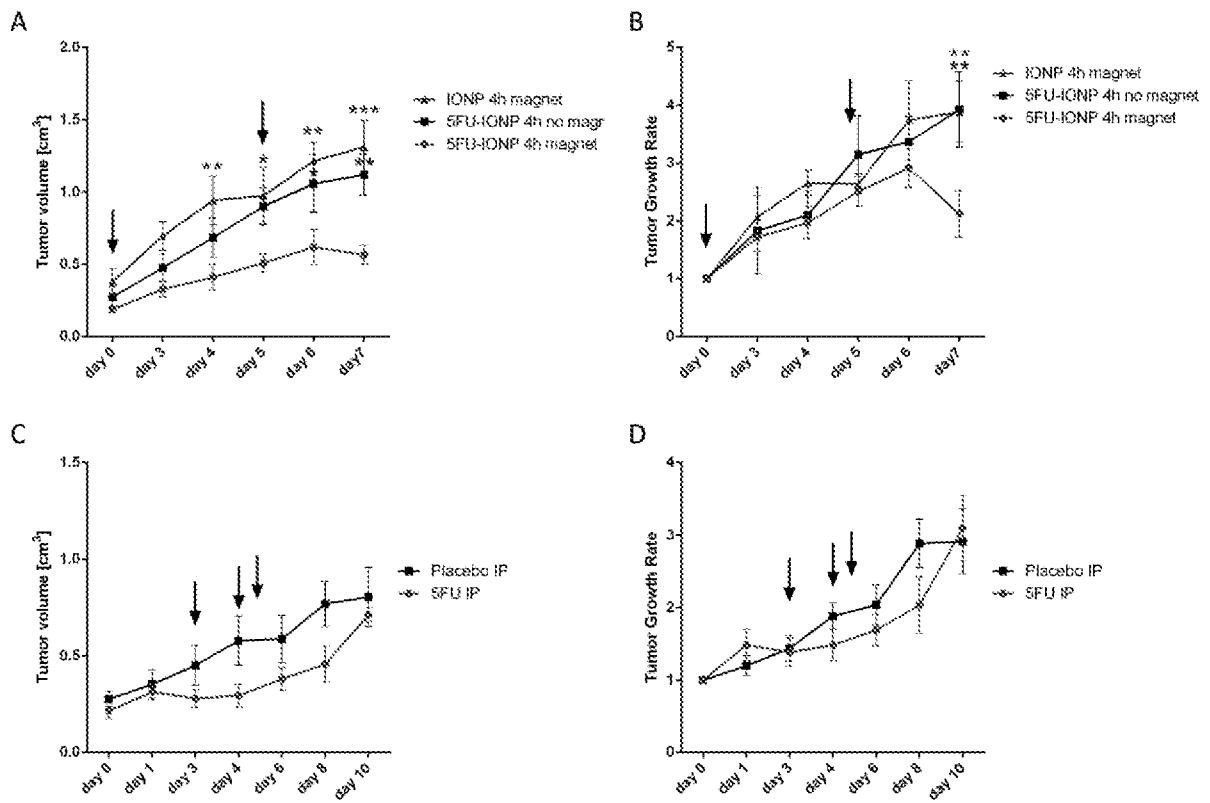 A
Tumor volume [cm³]
2.0
1.5
1.0
0.5
0.0
day 0
day 3
day 4
day 5
day 6
day7
**
*
**
*
***
**
IONP 4h magnet
5FU-IONP 4h no magr
5FU-IONP 4h magnet
B
Tumor Growth Rate
5
4
3
2
1
0
day 0
day 3
day 4
day 5
day 6
day7
**
**
IONP 4h magnet
5FU-IONP 4h no magnet
5FU-IONP 4h magnet
C
Tumor volume [cm³]
1.5
1.0
0.5
0.0
day 0
day 1
day 3
day 4
day 6
day 8
day 10
Placebo IP
5FU IP
D
Tumor Growth Rate
4
3
2
1
0
day 0
day 1
day 3
day 4
day 6
day 8
day 10
Placebo IP
5FU IP